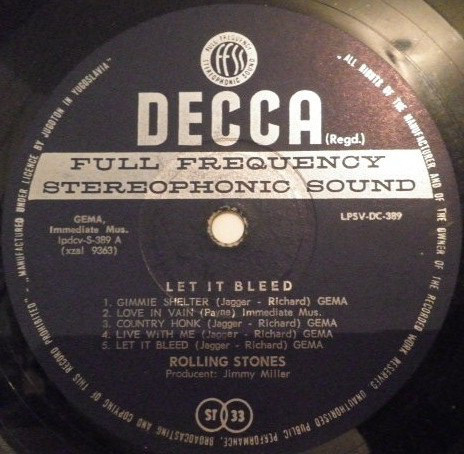 FULL FREQUENCY
FFSS
STEREOPHONIC SOUND
DECCA
(Regd.)
FULL FREQUENCY
STEREOPHONIC SOUND
GEMA,
Immediate Mus.
lpdcv-S-389 A
(xzal 9363)
LPSV-DC-389
LET IT BLEED
1. GIMMIE SHELTER (Jagger - Richard) GEMA
2. LOVE IN VAIN (Payne) Immediate Mus.
3. COUNTRY HONK (Jagger - Richard) GEMA
4. LIVE WITH ME (Jagger - Richard) GEMA
5. LET IT BLEED (Jagger - Richard) GEMA
ROLLING STONES
Producent: Jimmy Miller
ST 33
"MANUFACTURED UNDER LICENCE BY JUGOTON IN YUGOSLAVIA"
"ALL RIGHTS OF THE MANUFACTURER AND OF THE OWNER OF THE RECORDED WORK RESERVED UNAUTHORISED PUBLIC PERFORMANCE, BROADCASTING AND COPYING OF THIS RECORD PROHIBITED"